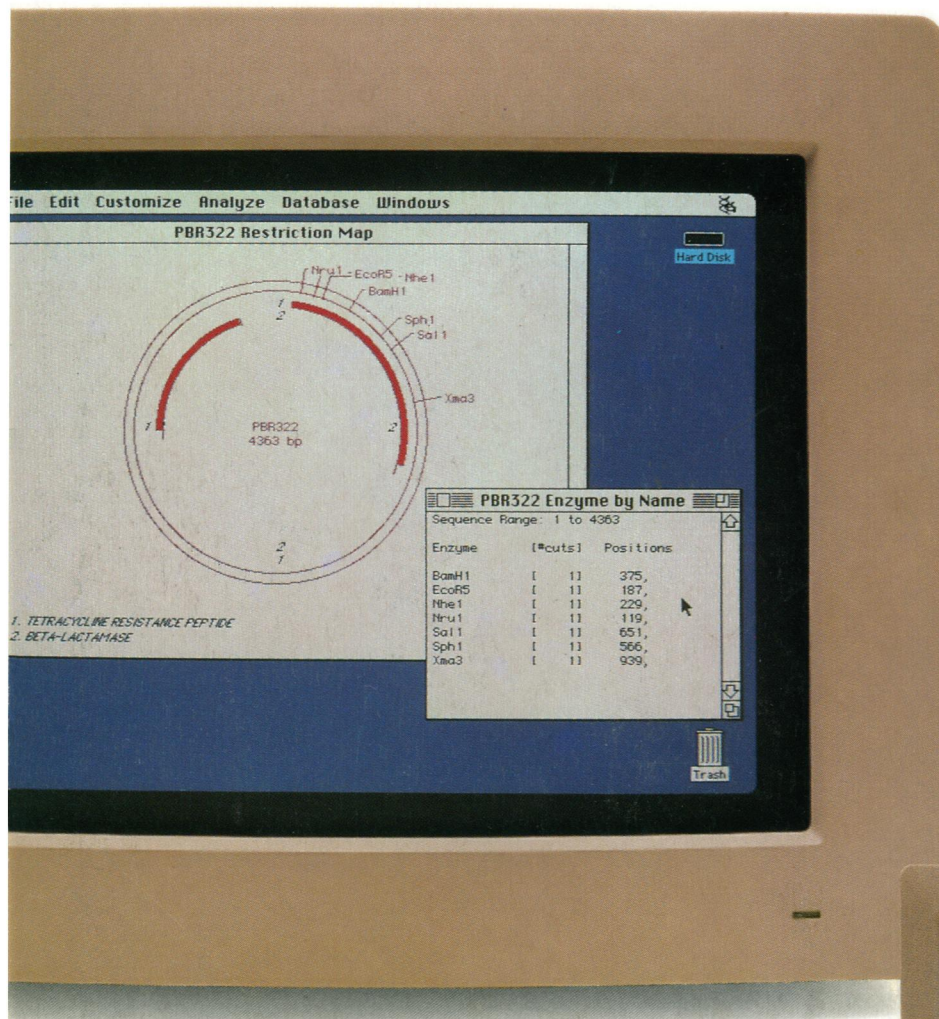 File Edit Customize Analyze Database Windows
PBR322 Restriction Map
Hard Disk
Nru1 EcoR5 Nhe1
BamH1
Sph1
Sal1
Xma3
1
2
1
2
PBR322
4363 bp
2
1
1. TETRACYCLINE RESISTANCE PEPTIDE
2. BETA-LACTAMASE
PBR322 Enzyme by Name
Sequence Range: 1 to 4363
Enzyme [#cuts] Positions
BamH1 [ 1] 375,
EcoR5 [ 1] 187,
Nhe1 [ 1] 229,
Nru1 [ 1] 119,
Sal1 [ 1] 651,
Sph1 [ 1] 566,
Xma3 [ 1] 939,
Trash